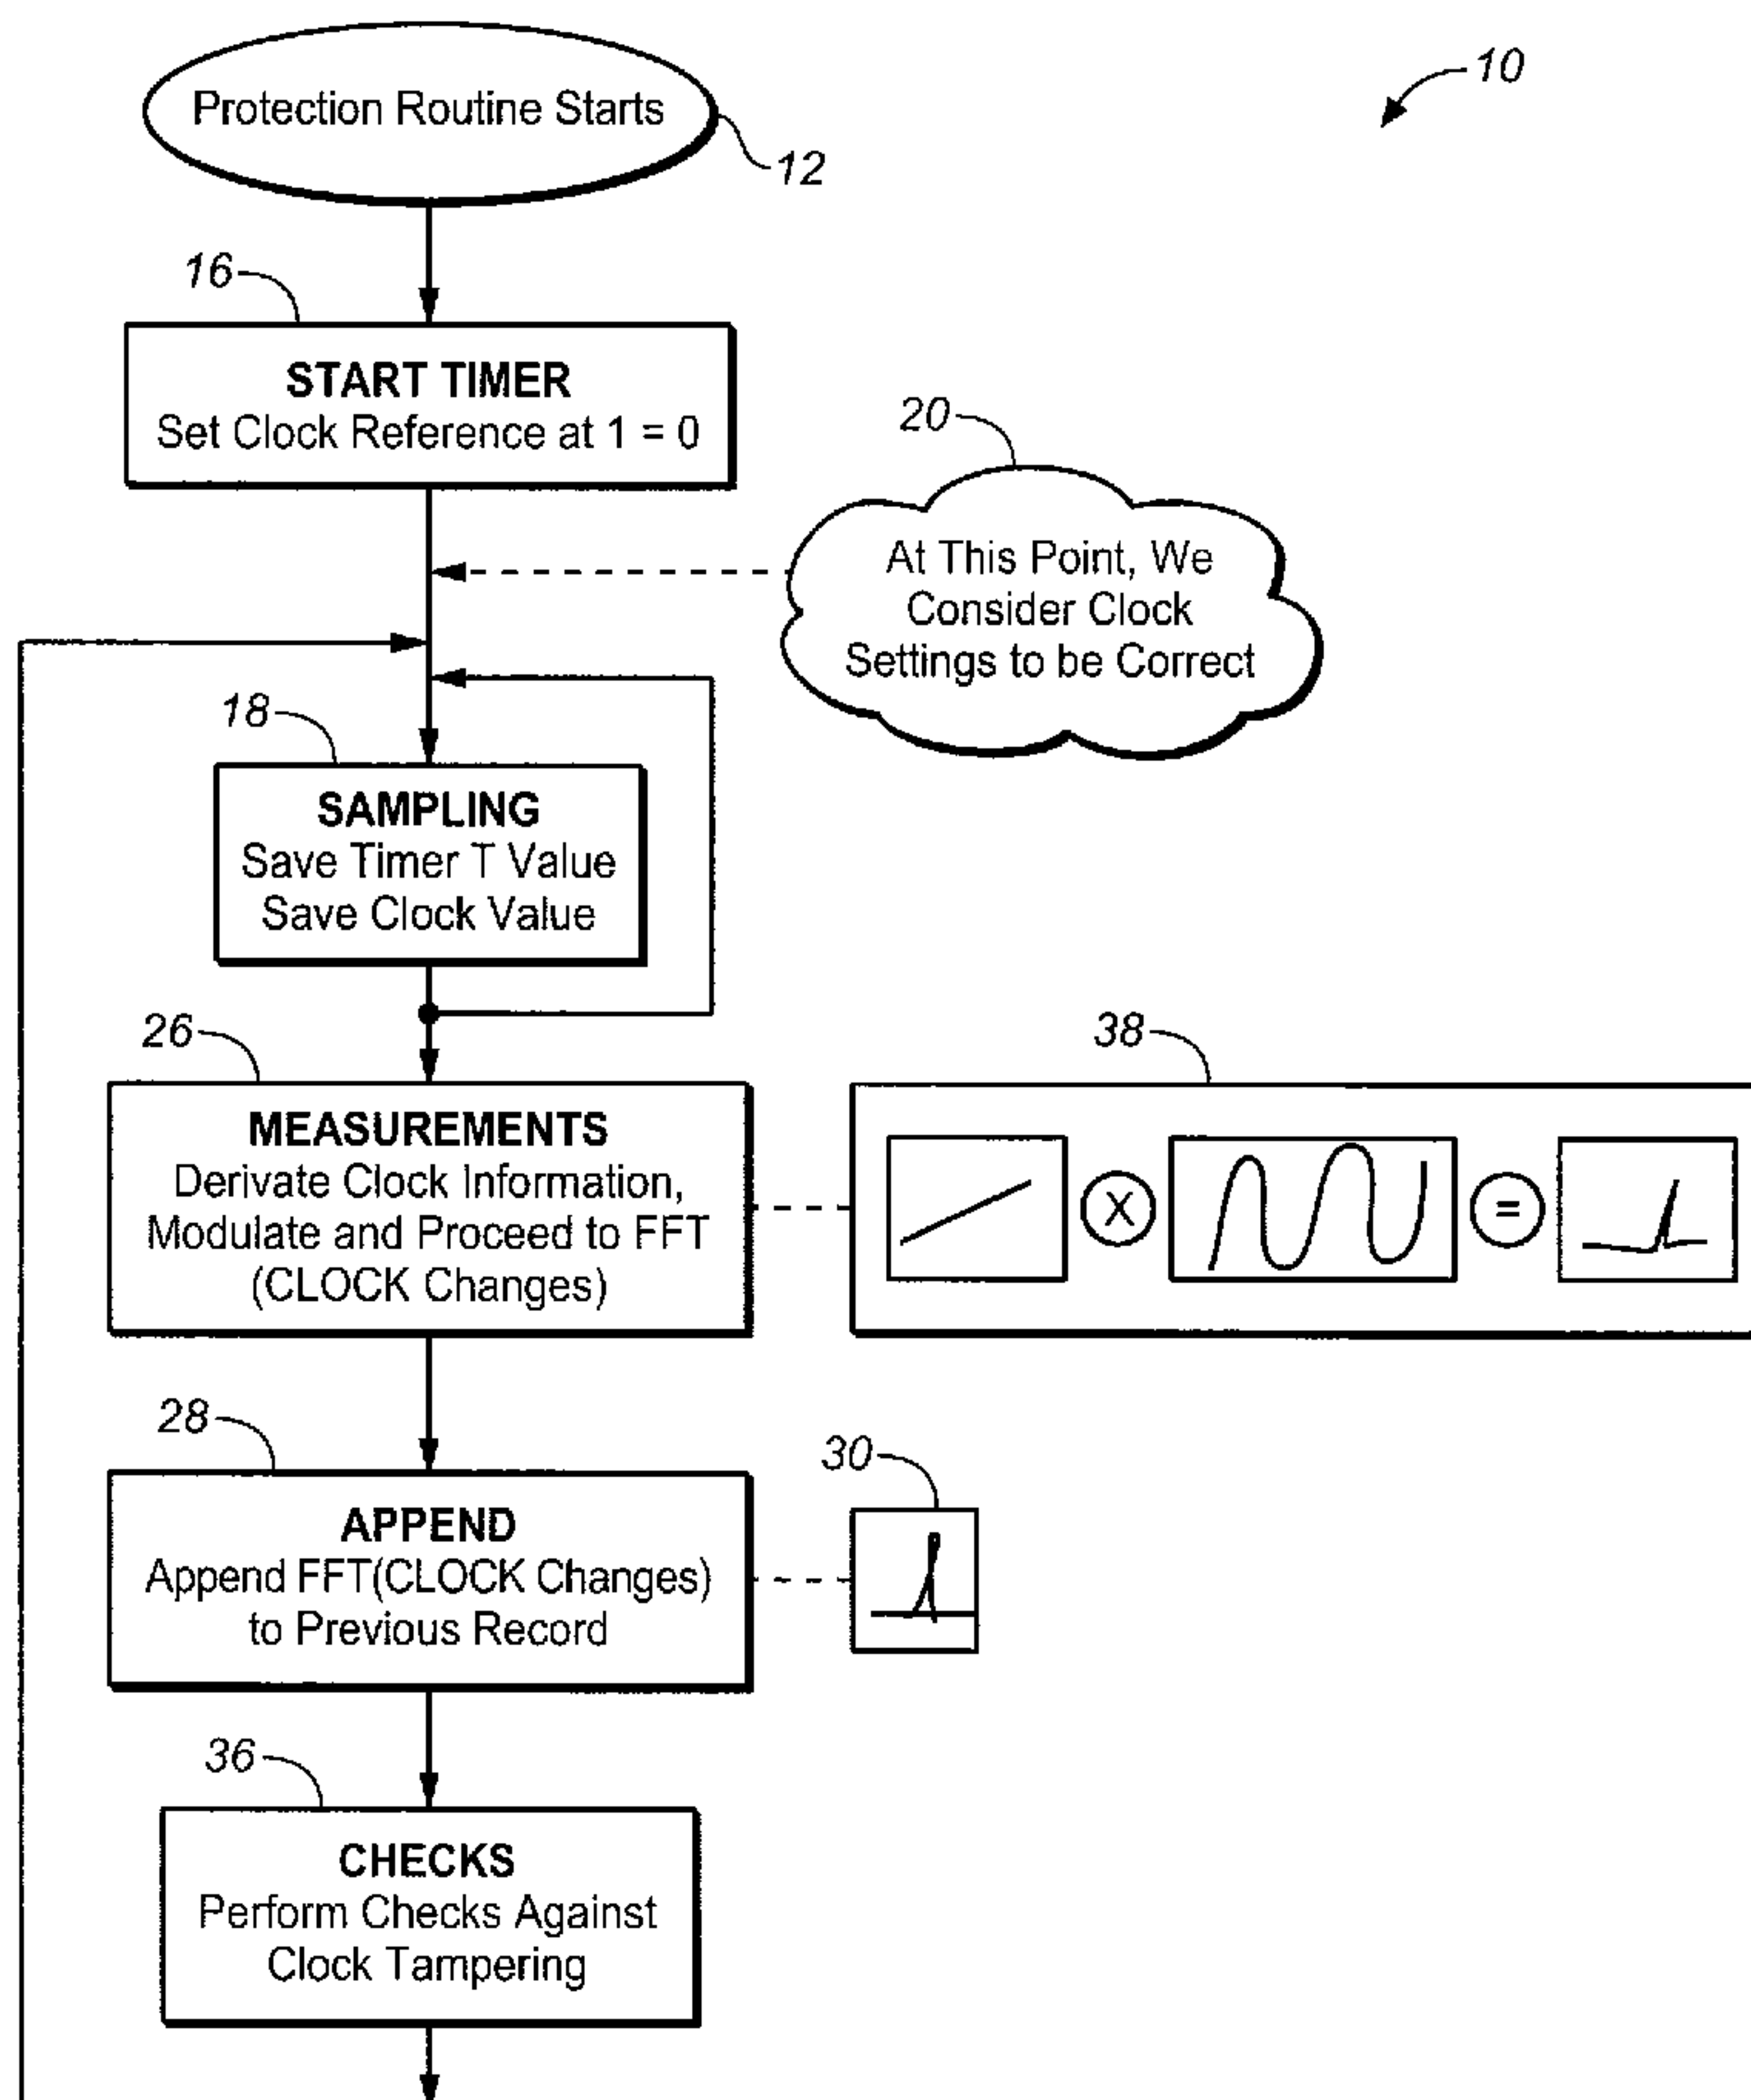 10
Protection Routine Starts
12
16
START TIMER
Set Clock Reference at 1 = 0
20
At This Point, We
Consider Clock
Settings to be Correct
18
SAMPLING
Save Timer T Value
Save Clock Value
26
MEASUREMENTS
Derivate Clock Information,
Modulate and Proceed to FFT
(CLOCK Changes)
38
X
=
28
APPEND
Append FFT(CLOCK Changes)
to Previous Record
30
36
CHECKS
Perform Checks Against
Clock Tampering